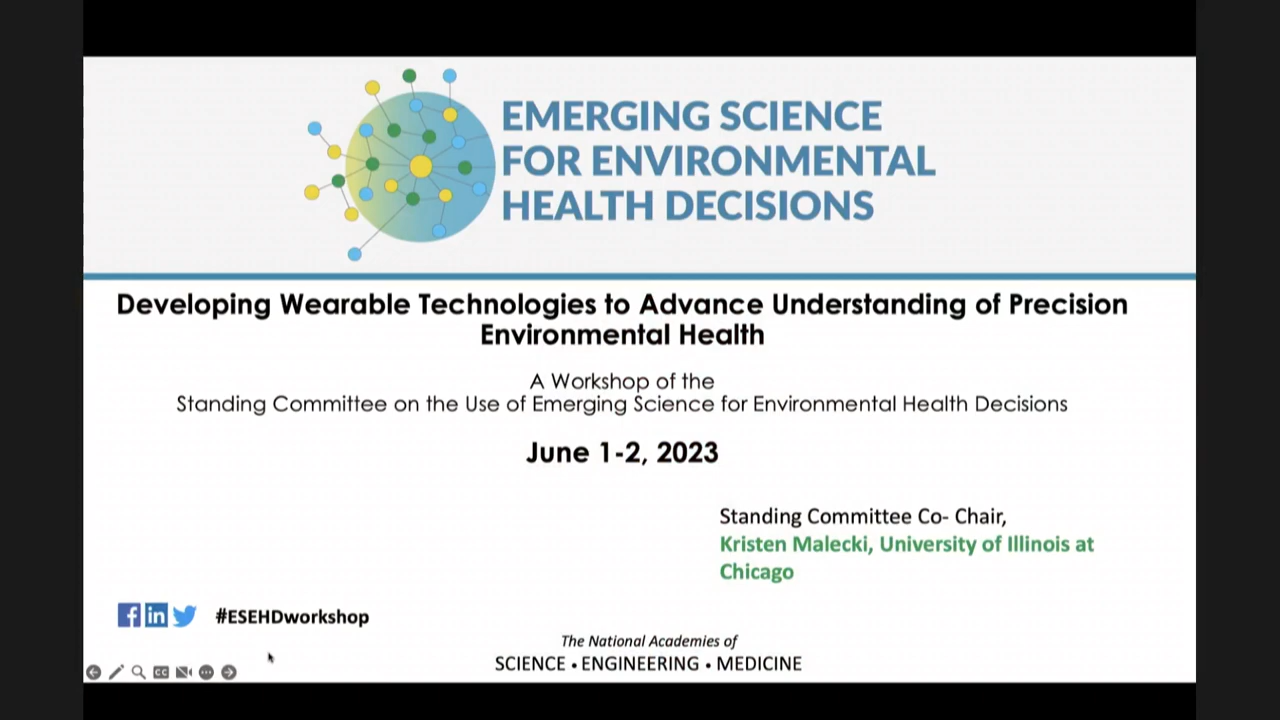 EMERGING SCIENCE
FOR ENVIRONMENTAL
HEALTH DECISIONS
Developing Wearable Technologies to Advance Understanding of Precision
Environmental Health
A Workshop of the
Standing Committee on the Use of Emerging Science for Environmental Health Decisions
June 1-2, 2023
Standing Committee Co- Chair,
Kristen Malecki, University of Illinois at
Chicago
#ESEHDworkshop
The National Academies of
SCIENCE • ENGINEERING • MEDICINE